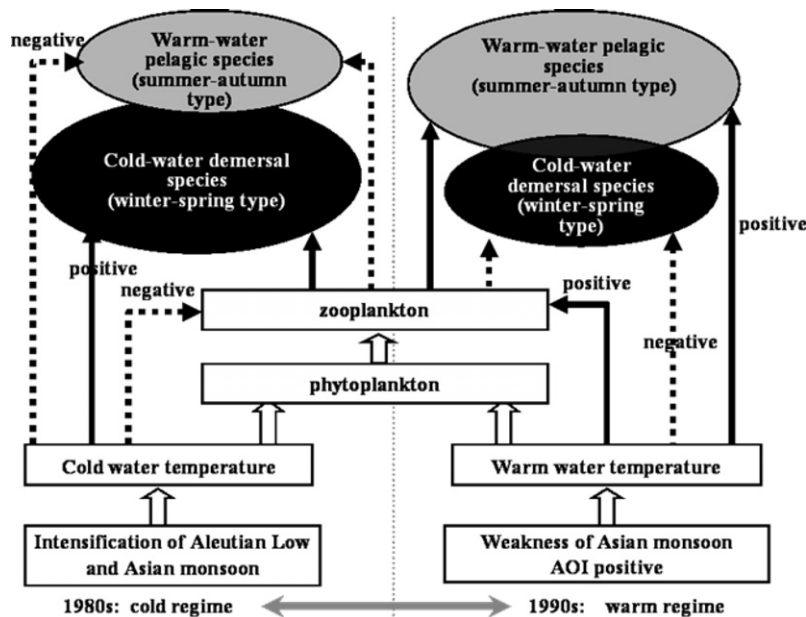 negative
Warm-water
pelagic species
(summer-autumn
type)
Warm-water pelagic
species
(summer-autumn type)
Cold-water demersal
species
(winter-spring type)
Cold-water
demersal species
(winter-spring
type)
positive
negative
positive
positive
negative
zooplankton
phytoplankton
Cold water temperature
Warm water temperature
Intensification of Aleutian Low
and Asian monsoon
Weakness of Asian monsoon
AOI positive
1980s: cold regime
1990s: warm regime